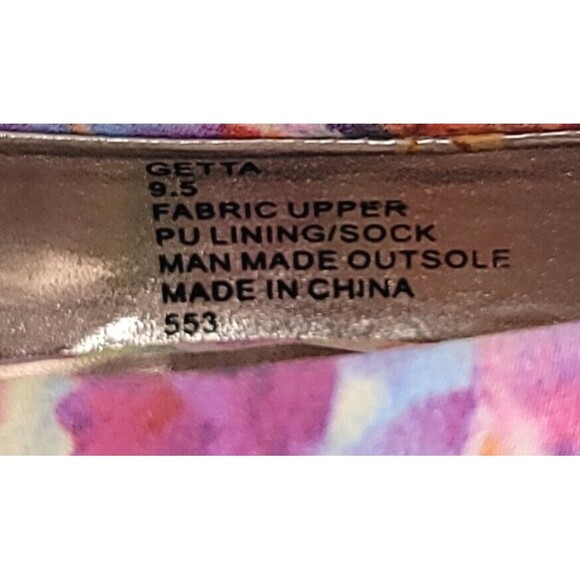 GETTA
9.5
FABRIC UPPER
PU LINING/SOCK
MAN MADE OUTSOLE
MADE IN CHINA
553